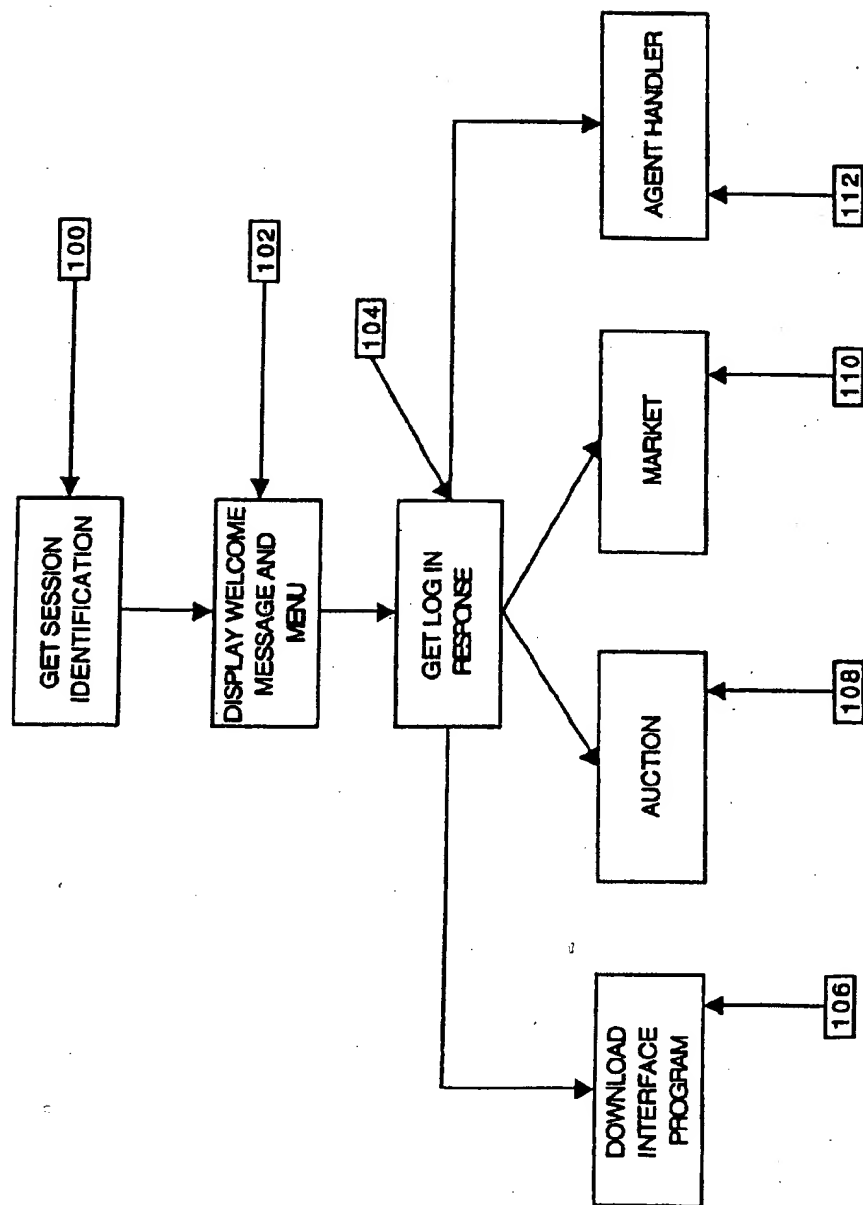 GET SESSION
IDENTIFICATION
100
DISPLAY WELCOME
MESSAGE AND
MENU
102
GET LOG IN
RESPONSE
104
DOWNLOAD
INTERFACE
PROGRAM
106
AUCTION
108
MARKET
110
AGENT HANDLER
112